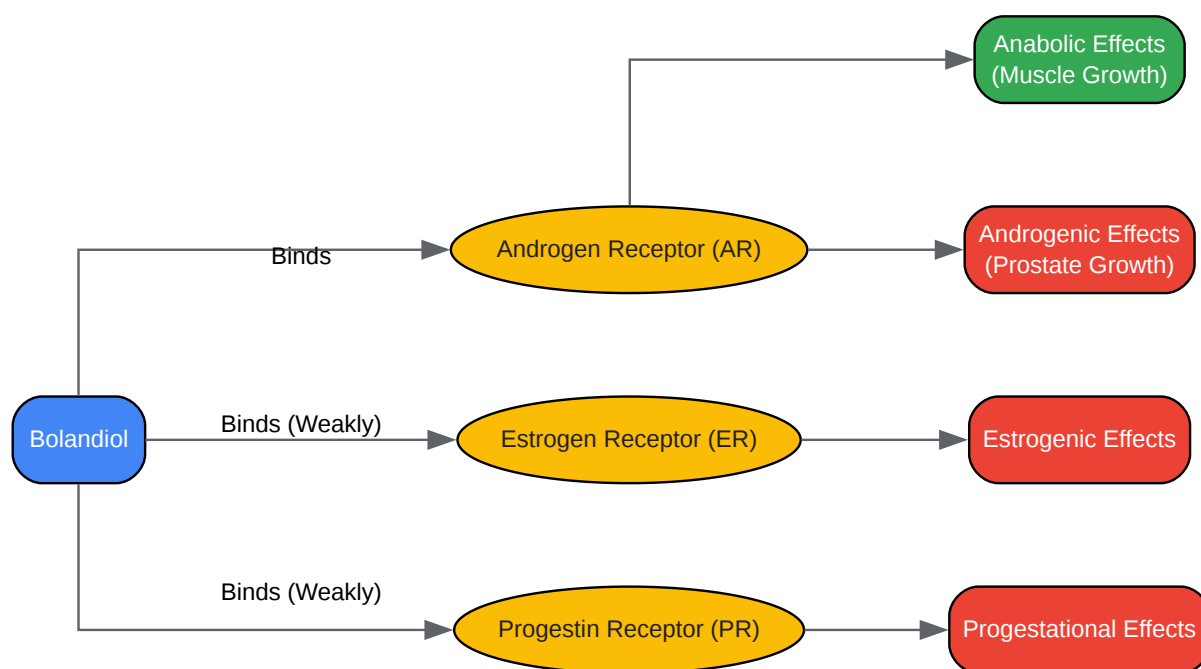 Anabolic Effects
(Muscle Growth)
Binds
Androgen Receptor (AR)
Androgenic Effects
(Prostate Growth)
Bolandiol
Binds (Weakly)
Estrogen Receptor (ER)
Estrogenic Effects
Binds (Weakly)
Progestin Receptor (PR)
Progestational Effects